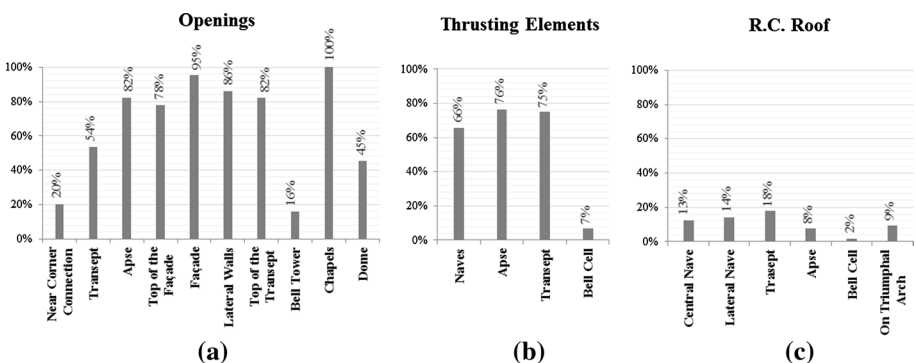 Openings
100%
80%
60%
40%
20%
0%
20%
54%
82%
78%
95%
86%
82%
16%
100%
45%
Near Corner
Connection
Transept
Apse
Top of the
Façade
Façade
Lateral Walls
Top of the
Transept
Bell Tower
Chapels
Dome
(a)
Thrusting Elements
100%
80%
60%
40%
20%
0%
66%
76%
75%
7%
Naves
Apse
Transept
Bell Cell
(b)
R.C. Roof
100%
80%
60%
40%
20%
0%
13%
14%
18%
8%
2%
9%
Central Nave
Lateral Nave
Trasept
Apse
Bell Cell
On Triumphal
Arch
(c)